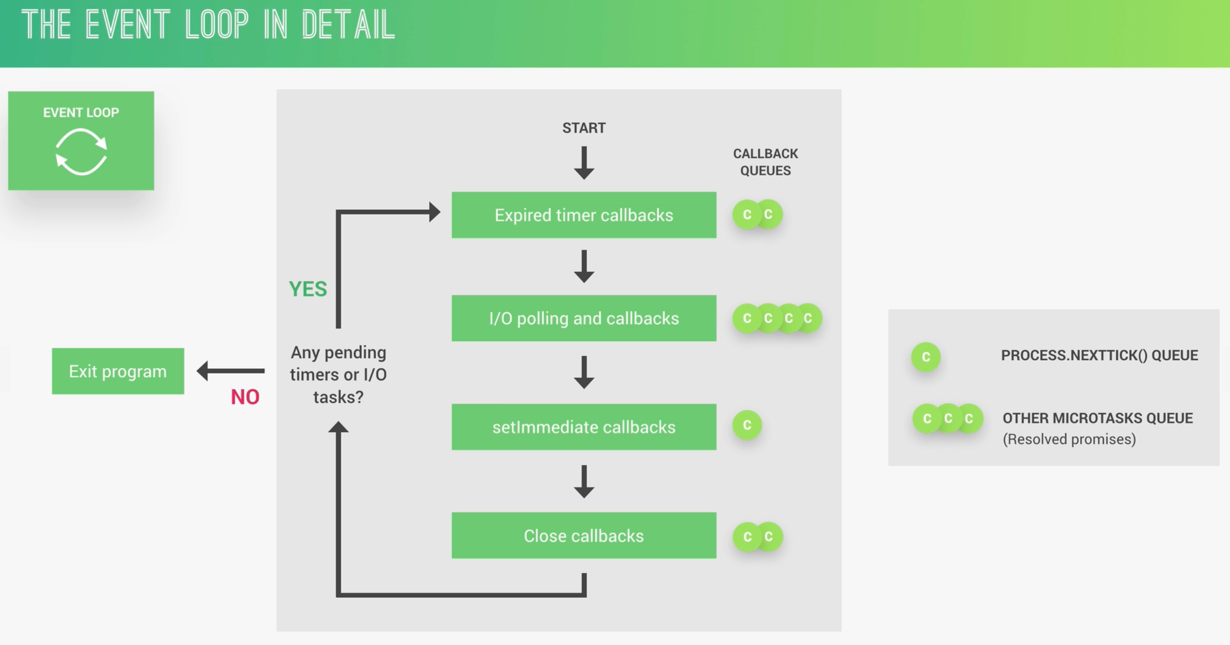 THE EVENT LOOP IN DETAIL
EVENT LOOP
START
CALLBACK
QUEUES
Expired timer callbacks
C C
YES
I/O polling and callbacks
C C C C
Any pending
timers or I/O
tasks?
Exit program
NO
setImmediate callbacks
C
Close callbacks
C C
C
PROCESS.NEXTTICK() QUEUE
C C C
OTHER MICROTASKS QUEUE
(Resolved promises)